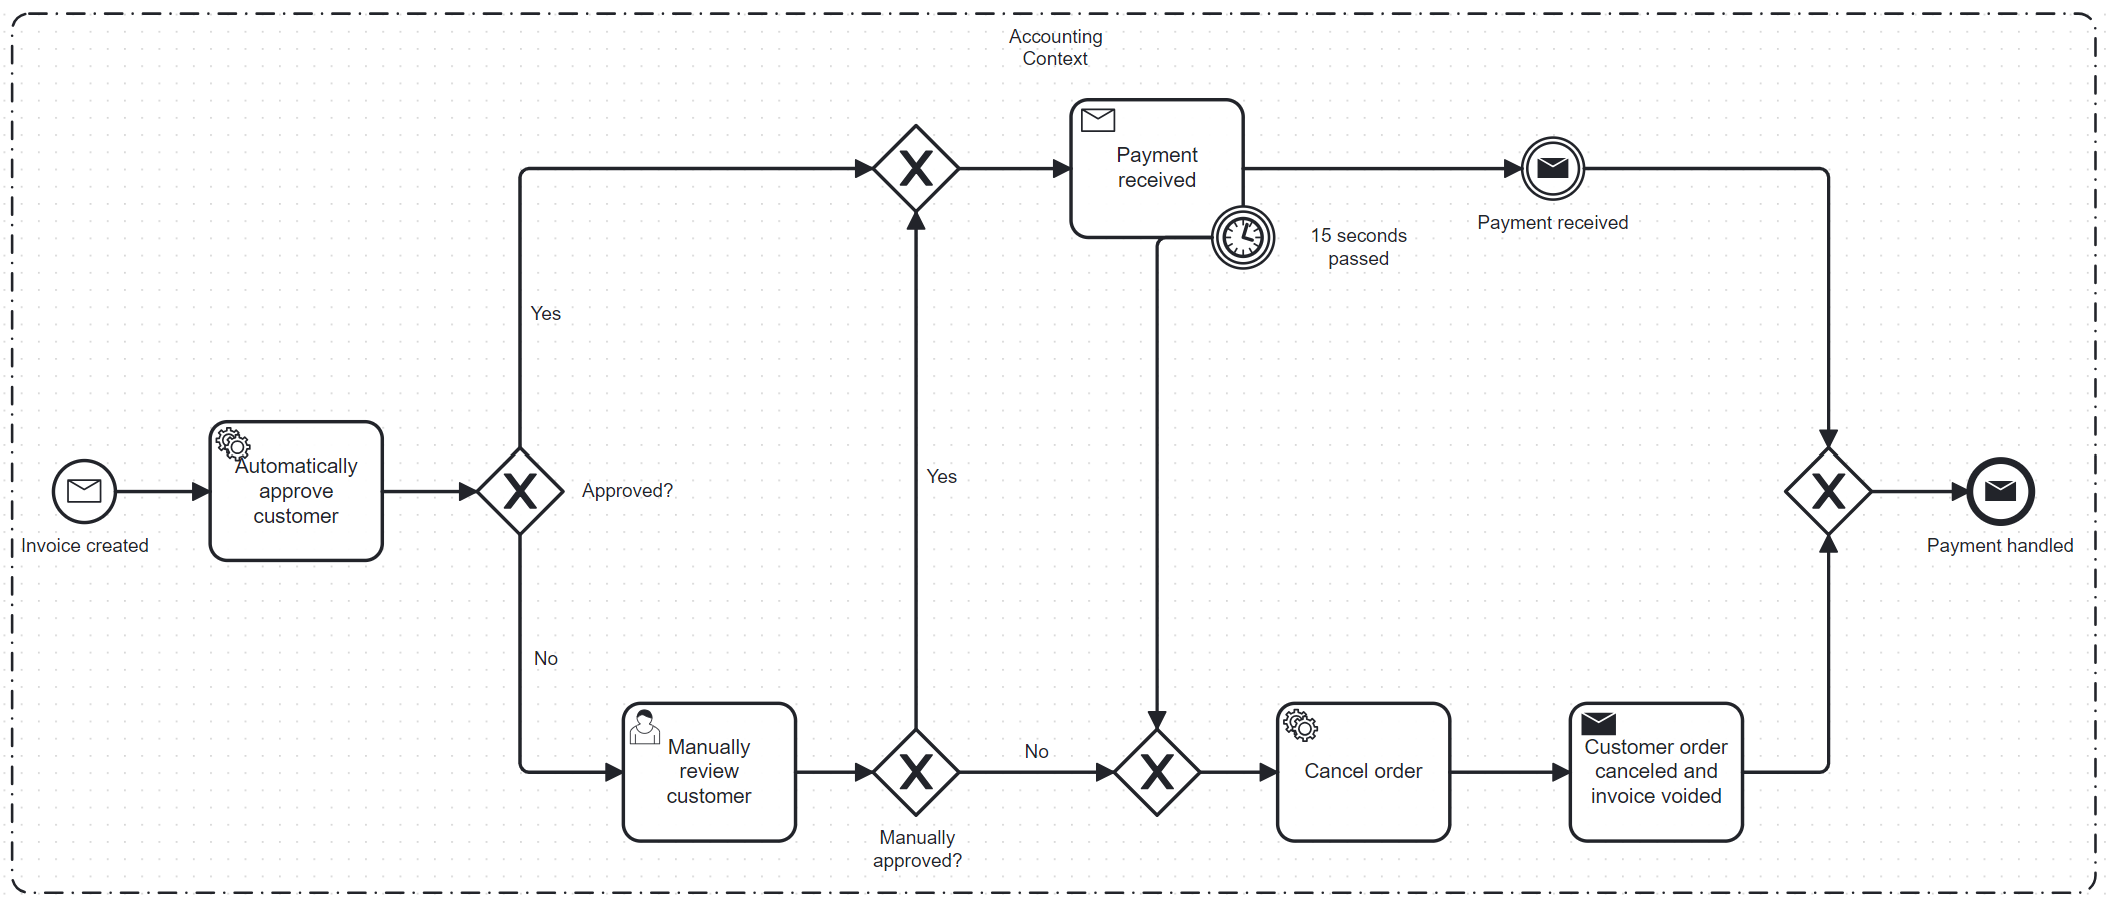 Accounting
Context
Payment
received
15 seconds
passed
Payment received
Yes
Automatically
approve
customer
Approved?
Yes
Invoice created
Payment handled
No
Manually
review
customer
No
Cancel order
Customer order
canceled and
invoice voided
Manually
approved?